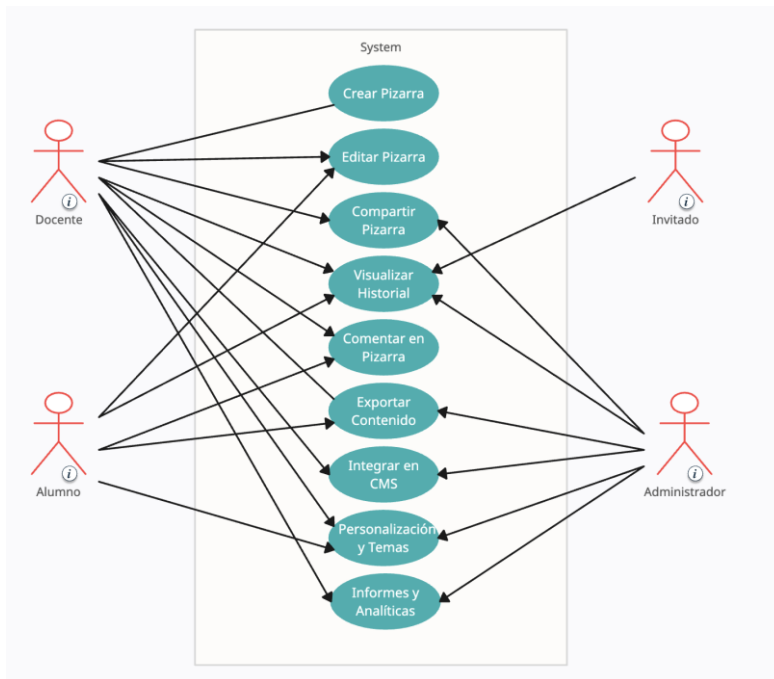 System
Crear Pizarra
Editar Pizarra
Compartir
Pizarra
Visualizar
Historial
Comentar en
Pizarra
Exportar
Contenido
Integrar en
CMS
Personalización
y Temas
Informes y
Analíticas
i
Docente
i
Alumno
i
Invitado
i
Administrador